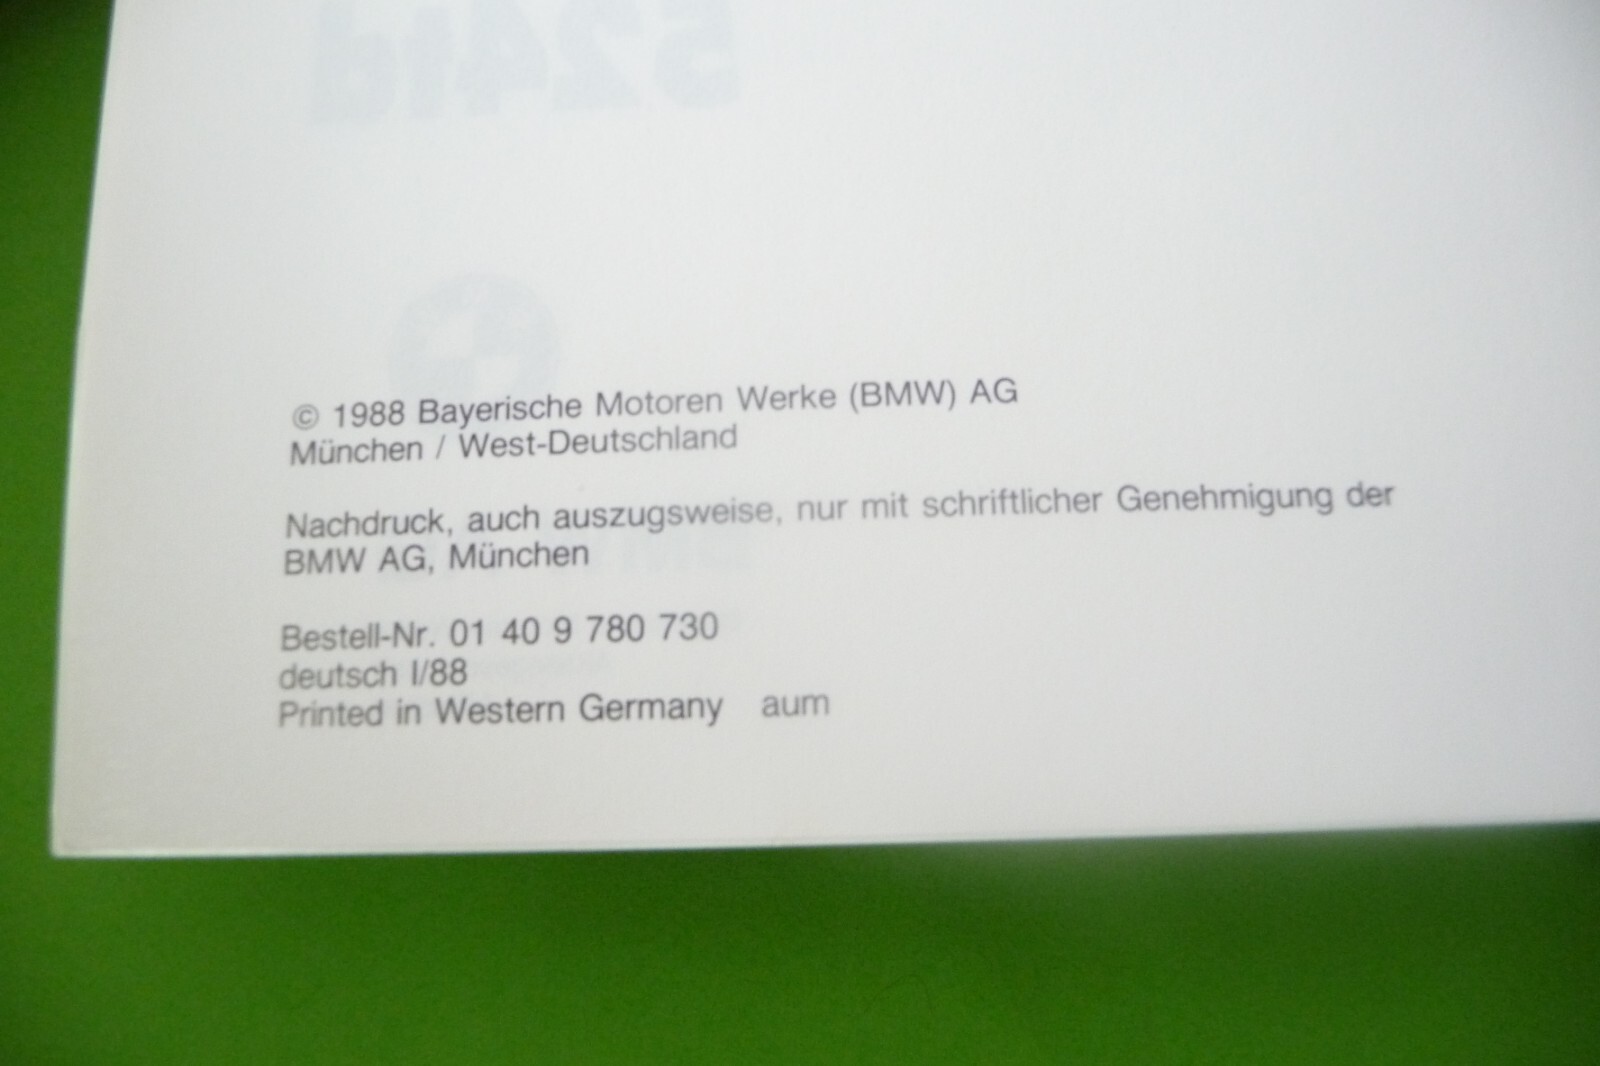 524td
© 1988 Bayerische Motoren Werke (BMW) AG
München / West-Deutschland
Nachdruck, auch auszugsweise, nur mit schriftlicher Genehmigung der
BMW AG, München
Bestell-Nr. 01 40 9 780 730
deutsch I/88
Printed in Western Germany aum